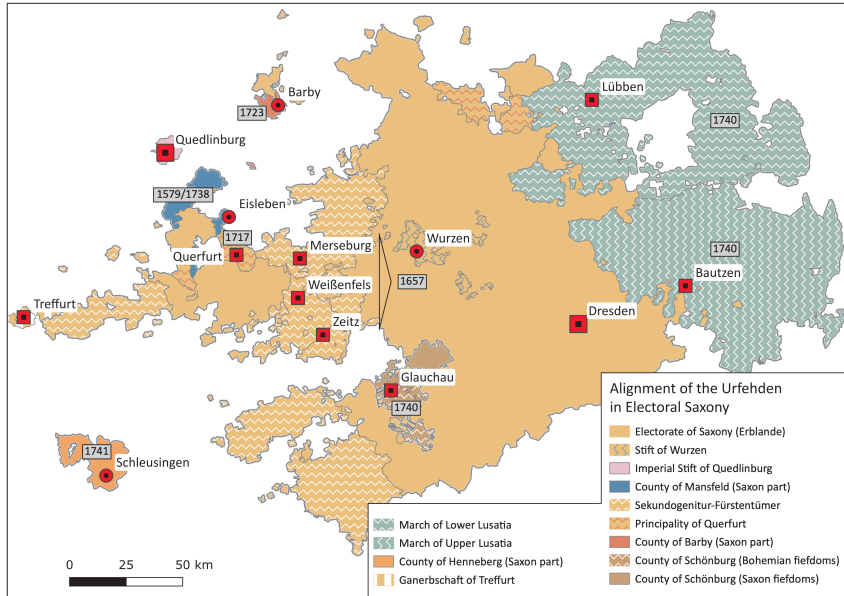 Barby
1723
Lübben
1740
Quedlinburg
1579/1738
Eisleben
1717
Querfurt
Merseburg
Wurzen
1740
Weißenfels
1657
Bautzen
Treffurt
Zeitz
Dresden
Glauchau
1740
1741
Schleusingen
0 25 50 km
Alignment of the Urfehden
in Electoral Saxony
Electorate of Saxony (Erblande)
Stift of Wurzen
Imperial Stift of Quedlinburg
County of Mansfeld (Saxon part)
Sekundogenitur-Fürstentümer
Principality of Querfurt
County of Barby (Saxon part)
County of Schönburg (Bohemian fiefdoms)
County of Schönburg (Saxon fiefdoms)
March of Lower Lusatia
March of Upper Lusatia
County of Henneberg (Saxon part)
Ganerbschaft of Treffurt